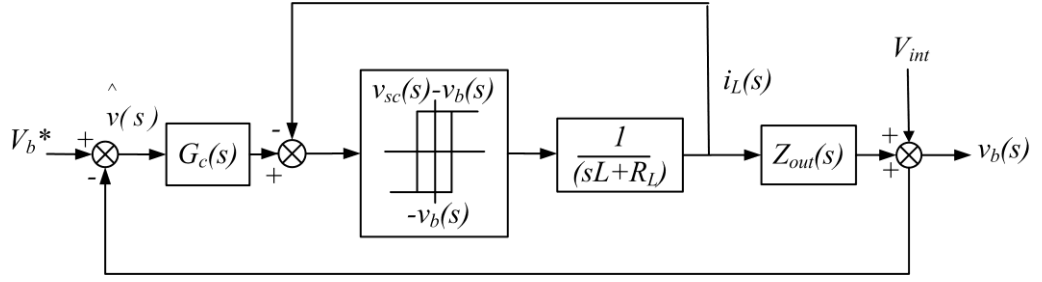 V_int
i_L(s)
v_sc(s)-v_b(s)
^
v(s)
V_b* + - G_c(s) - + 1/(sL+R_L) Z_out(s) + + v_b(s)
-v_b(s)